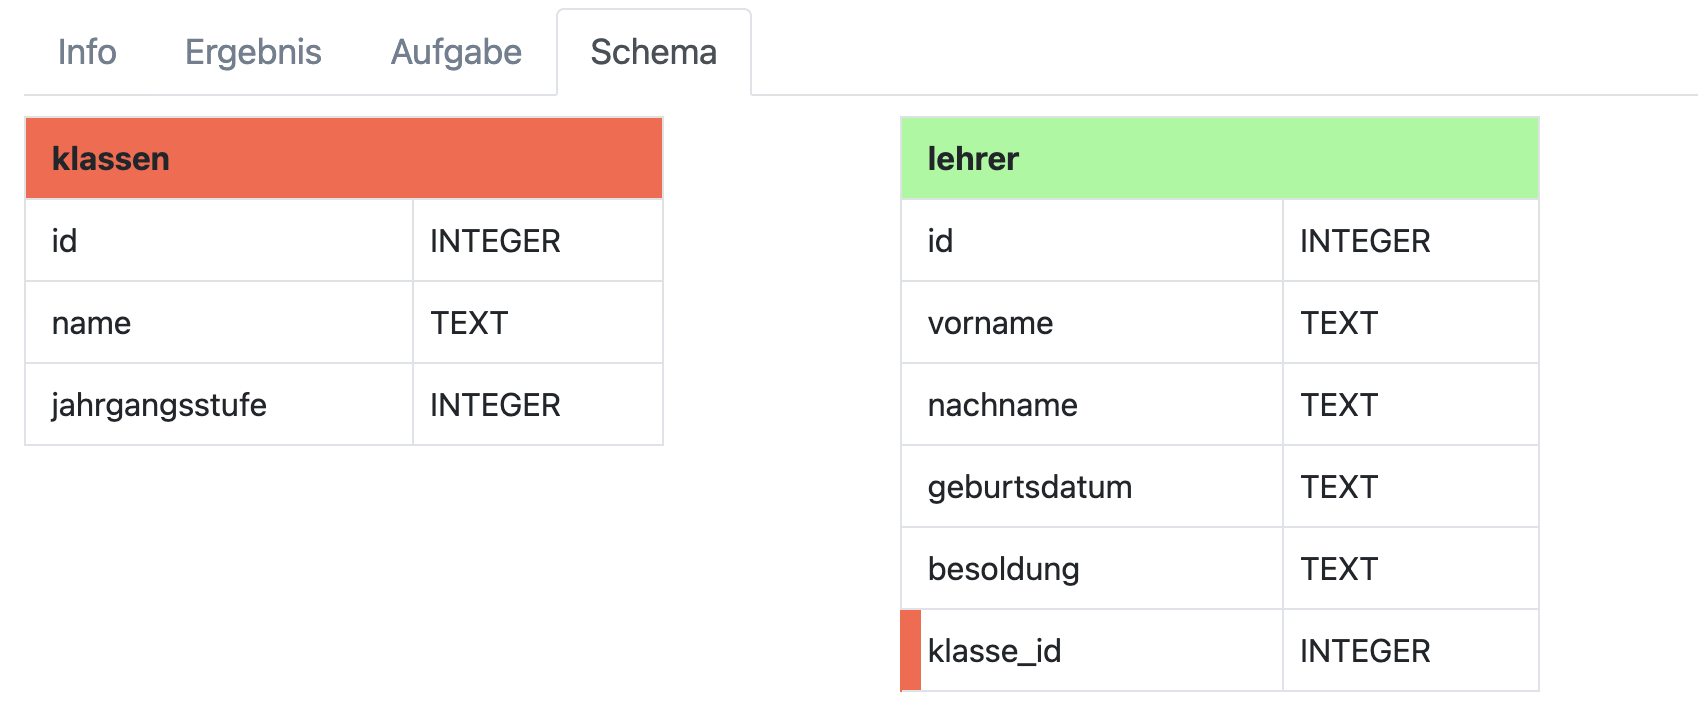 Info Ergebnis Aufgabe Schema
klassen
id INTEGER
name TEXT
jahrgangsstufe INTEGER
lehrer
id INTEGER
vorname TEXT
nachname TEXT
geburtsdatum TEXT
besoldung TEXT
klasse_id INTEGER